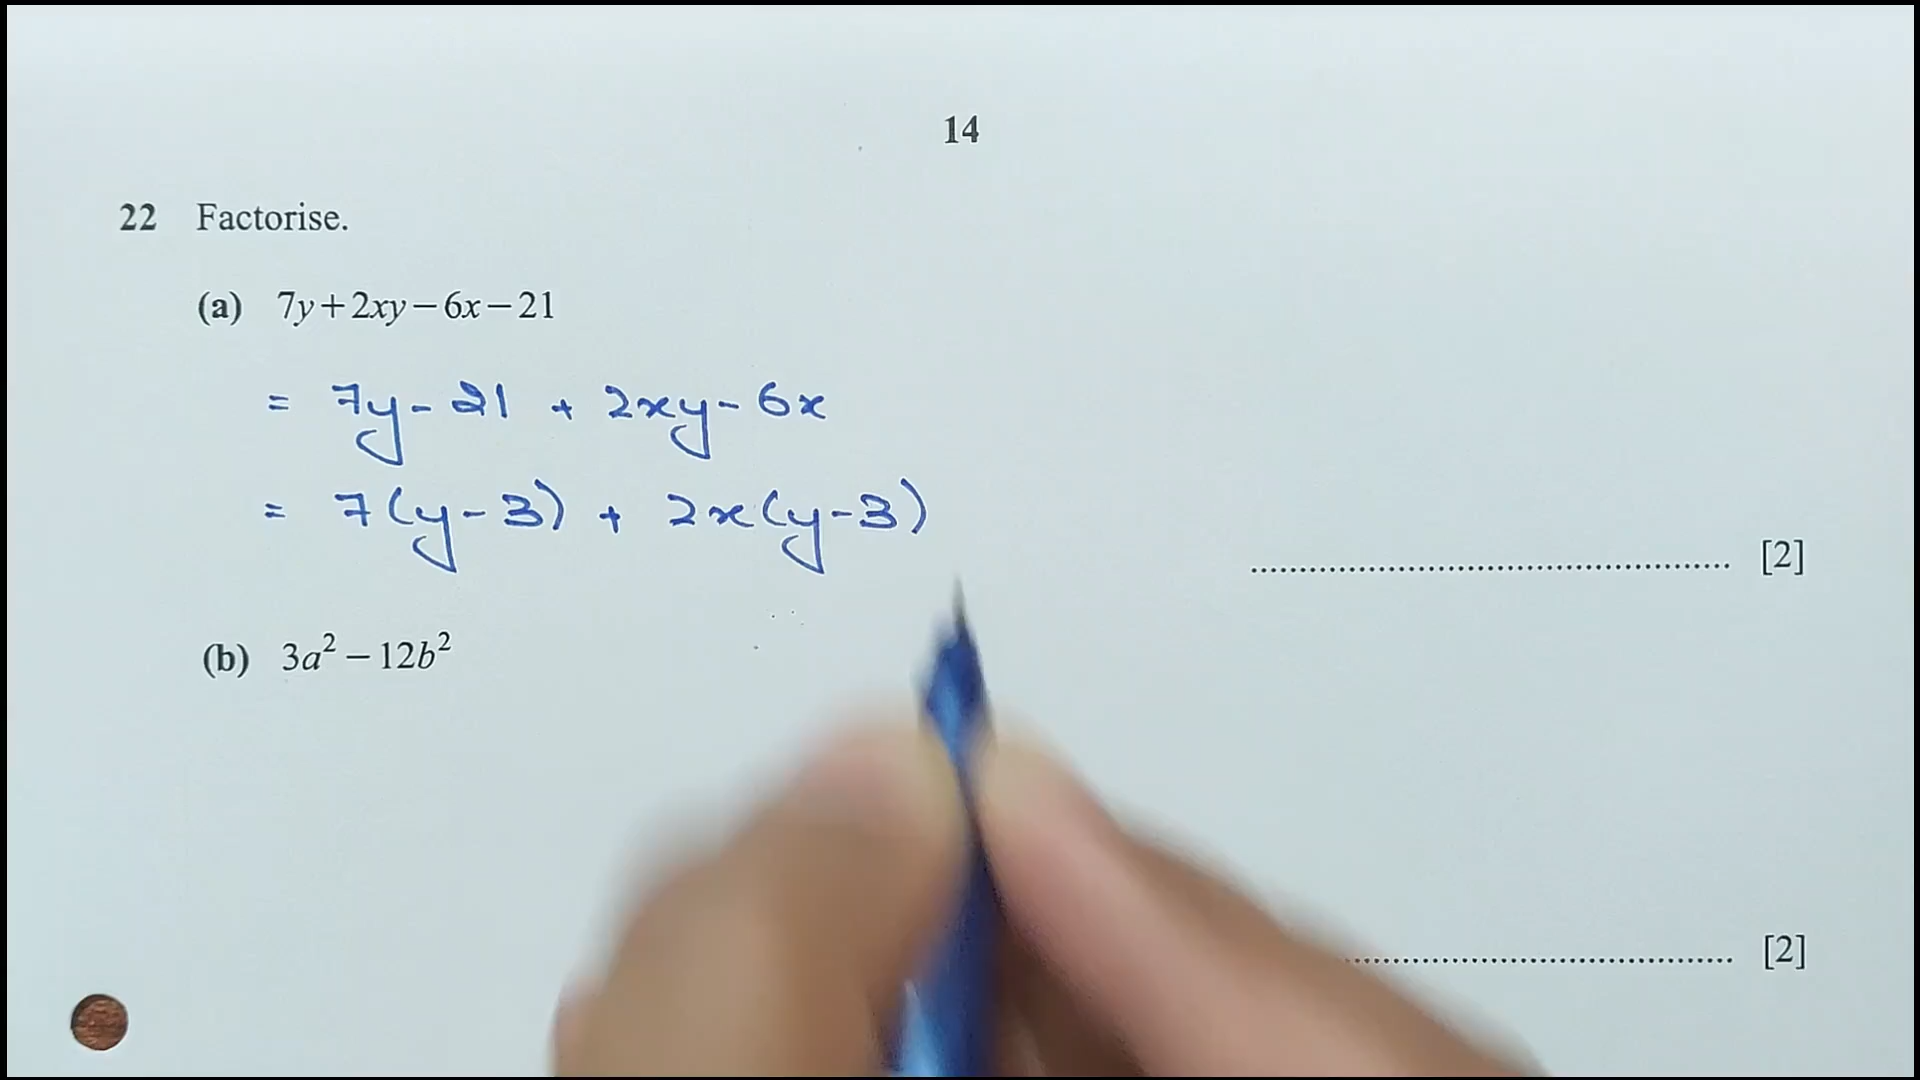 14
22 Factorise.
(a) 7y+2xy−6x−21
= 7y - 21 + 2xy - 6x
= 7(y-3) + 2x(y-3)
[2]
(b) 3a²−12b²
[2]